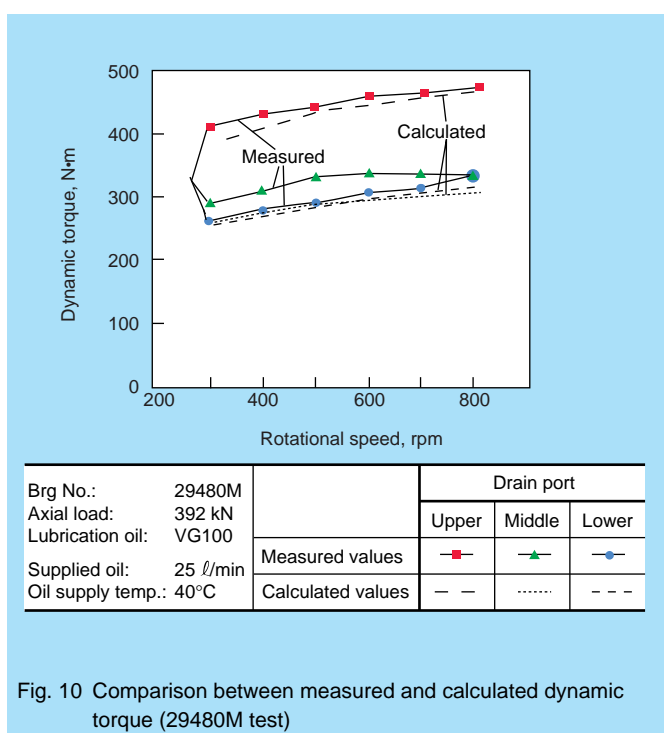 500
400
300
200
100
0
Dynamic torque, N•m
Measured
Calculated
200
400
600
800
Rotational speed, rpm
Brg No.: 29480M
Axial load: 392 kN
Lubrication oil: VG100
Supplied oil: 25 ℓ/min
Oil supply temp.: 40°C
Drain port
Upper Middle Lower
Measured values
Calculated values
Fig. 10 Comparison between measured and calculated dynamic
torque (29480M test)